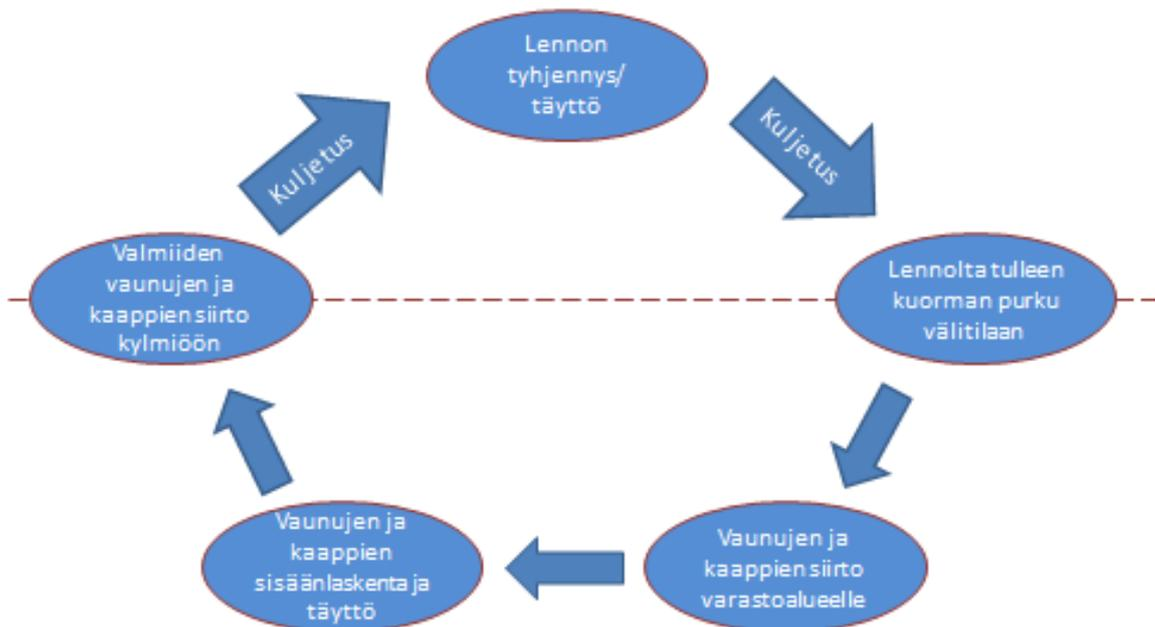 Lennon
tyhjennys/
täyttö
Kuljetus
Kuljetus
Lennolta tulleen
kuorman purku
välitilaan
Vaunujen ja
kaappien siirto
varastoalueelle
Vaunujen ja
kaappien
sisäänlaskenta ja
täyttö
Valmiiden
vaunujen ja
kaappien siirto
kylmiöön